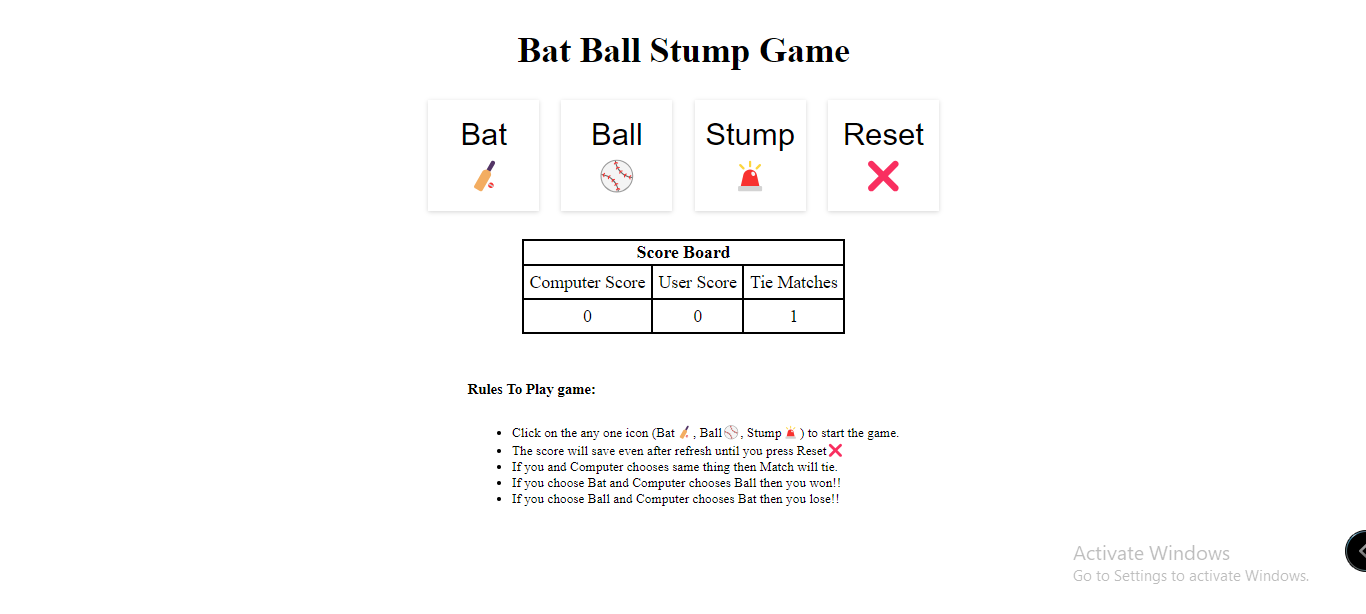 Bat Ball Stump Game
Bat Ball Stump Reset
Score Board
Computer Score User Score Tie Matches
0 0 1
Rules To Play game:
Click on the any one icon (Bat 🏏 , Ball⚾ , Stump 🚨 ) to start the game.
The score will save even after refresh until you press Reset❌
If you and Computer chooses same thing then Match will tie.
If you choose Bat and Computer chooses Ball then you won!!
If you choose Ball and Computer chooses Bat then you lose!!
Activate Windows
Go to Settings to activate Windows.